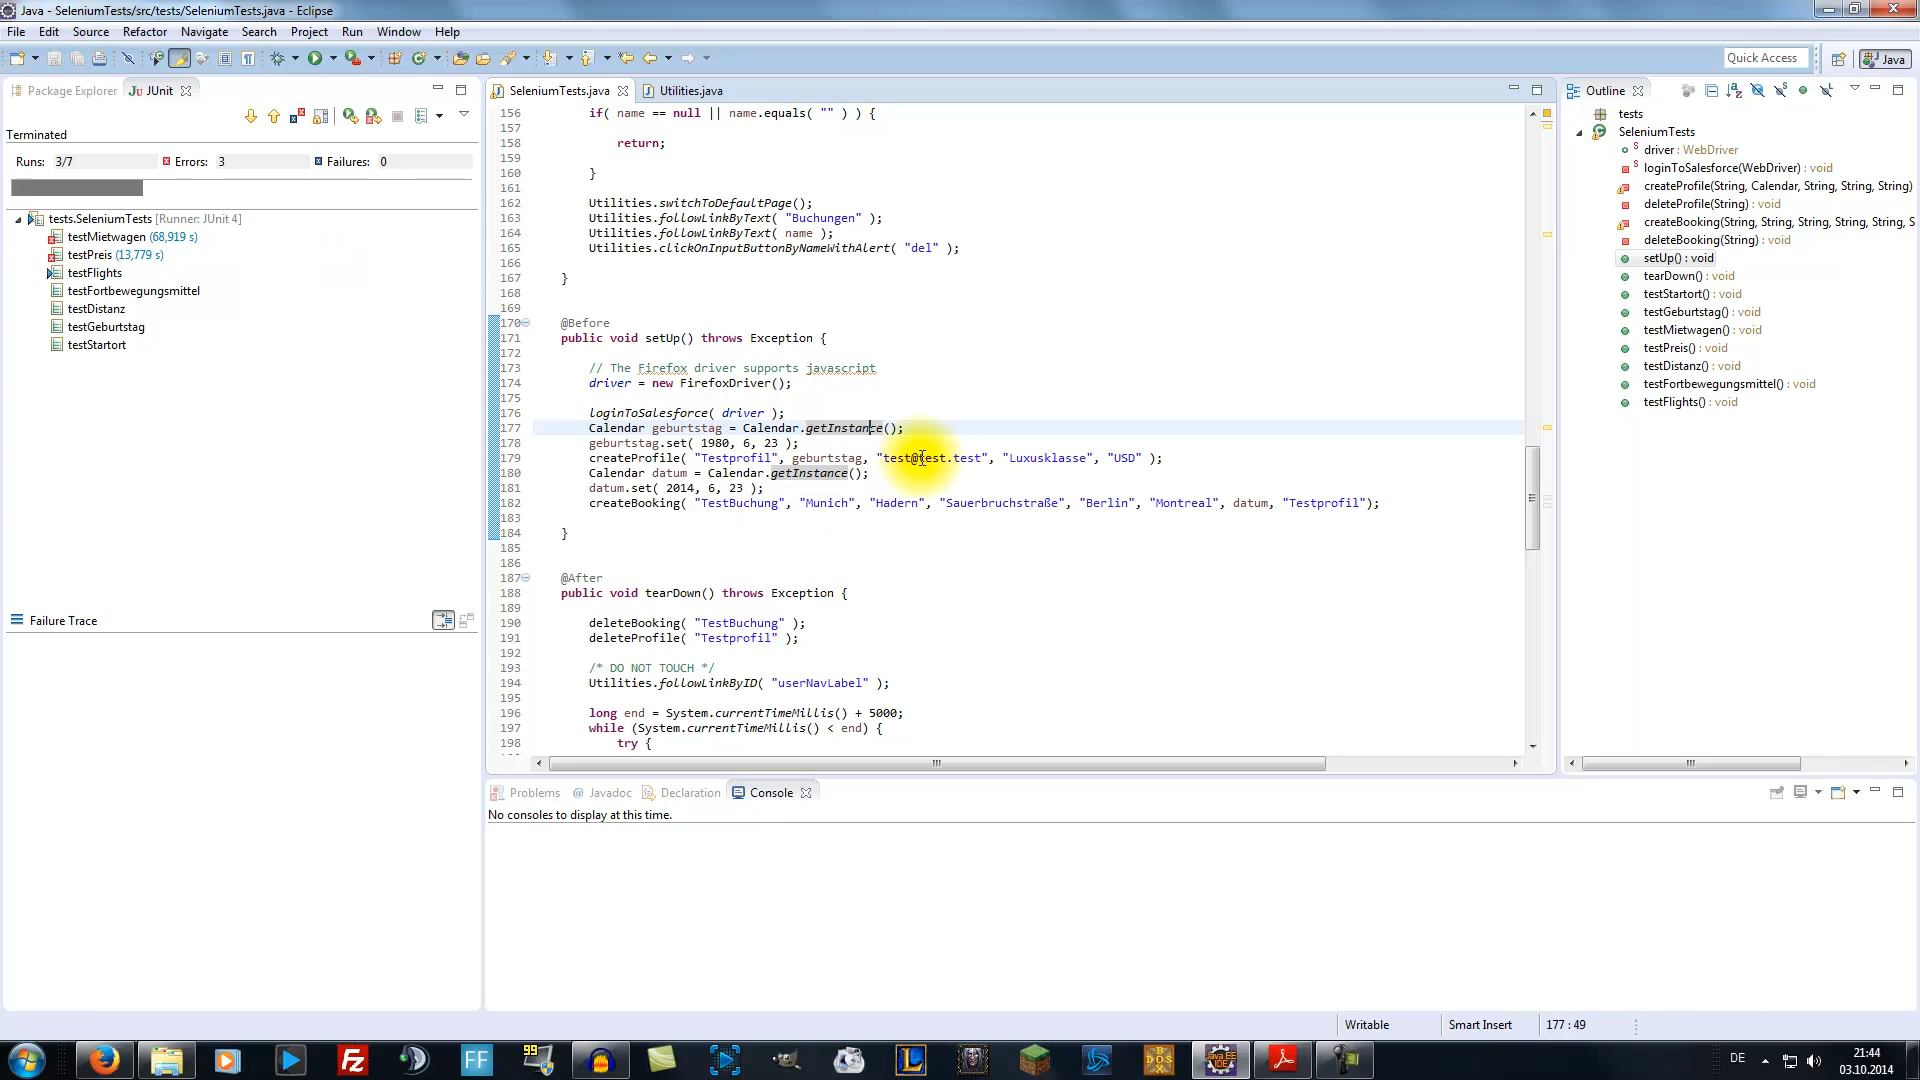 Java - SeleniumTests/src/tests/SeleniumTests.java - Eclipse
File Edit Source Refactor Navigate Search Project Run Window Help
Quick Access
Java
Package Explorer
JUnit
Terminated
Runs: 3/7 Errors: 3 Failures: 0
tests.SeleniumTests [Runner: JUnit 4]
testMietwagen (68,919 s)
testPreis (13,779 s)
testFlights
testFortbewegungsmittel
testDistanz
testGeburtstag
testStartort
Failure Trace
SeleniumTests.java
Utilities.java
156 if( name == null || name.equals( "" ) ) {
157
158 return;
159
160 }
161
162 Utilities.switchToDefaultPage();
163 Utilities.followLinkByText( "Buchungen" );
164 Utilities.followLinkByText( name );
165 Utilities.clickOnInputButtonByNameWithAlert( "del" );
166
167 }
168
169
170 @Before
171 public void setUp() throws Exception {
172
173 // The Firefox driver supports javascript
174 driver = new FirefoxDriver();
175
176 loginToSalesforce( driver );
177 Calendar geburtstag = Calendar.getInstance();
178 geburtstag.set( 1980, 6, 23 );
179 createProfile( "Testprofil", geburtstag, "test@test.test", "Luxusklasse", "USD" );
180 Calendar datum = Calendar.getInstance();
181 datum.set( 2014, 6, 23 );
182 createBooking( "TestBuchung", "Munich", "Hadern", "Sauerbruchstraße", "Berlin", "Montreal", datum, "Testprofil");
183
184 }
185
186
187 @After
188 public void tearDown() throws Exception {
189
190 deleteBooking( "TestBuchung" );
191 deleteProfile( "Testprofil" );
192
193 /* DO NOT TOUCH */
194 Utilities.followLinkByID( "userNavLabel" );
195
196 long end = System.currentTimeMillis() + 5000;
197 while (System.currentTimeMillis() < end) {
198 try {
Outline
tests
SeleniumTests
driver : WebDriver
loginToSalesforce(WebDriver) : void
createProfile(String, Calendar, String, String, String)
deleteProfile(String) : void
createBooking(String, String, String, String, String, S
deleteBooking(String) : void
setUp() : void
tearDown() : void
testStartort() : void
testGeburtstag() : void
testMietwagen() : void
testPreis() : void
testDistanz() : void
testFortbewegungsmittel() : void
testFlights() : void
Problems @ Javadoc Declaration Console
No consoles to display at this time.
Writable Smart Insert 177 : 49
FF
99
L
DOS
Java EE
IDE
DE
21:44
03.10.2014